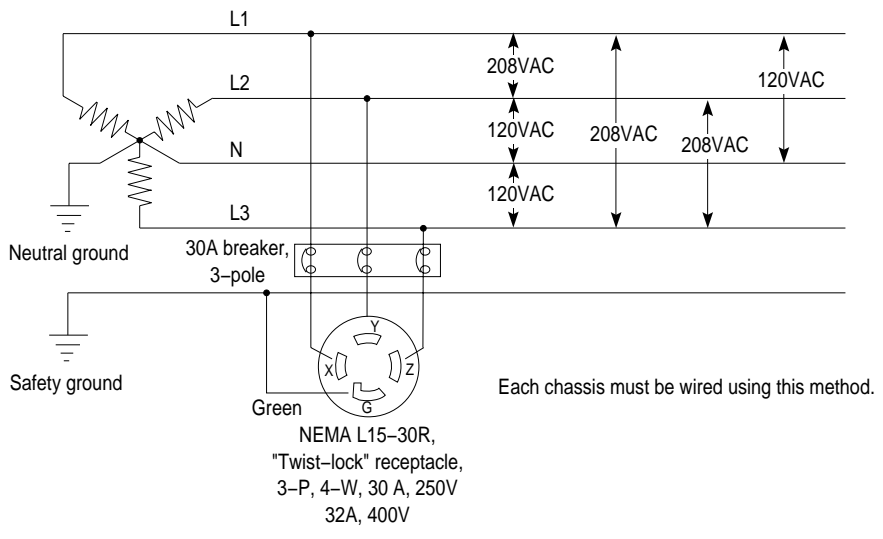 L1
208VAC
L2
120VAC
120VAC
208VAC
208VAC
N
120VAC
L3
Neutral ground
30A breaker,
3–pole
Y
X
Z
Safety ground
Each chassis must be wired using this method.
Green
G
NEMA L15–30R,
"Twist–lock" receptacle,
3–P, 4–W, 30 A, 250V
32A, 400V